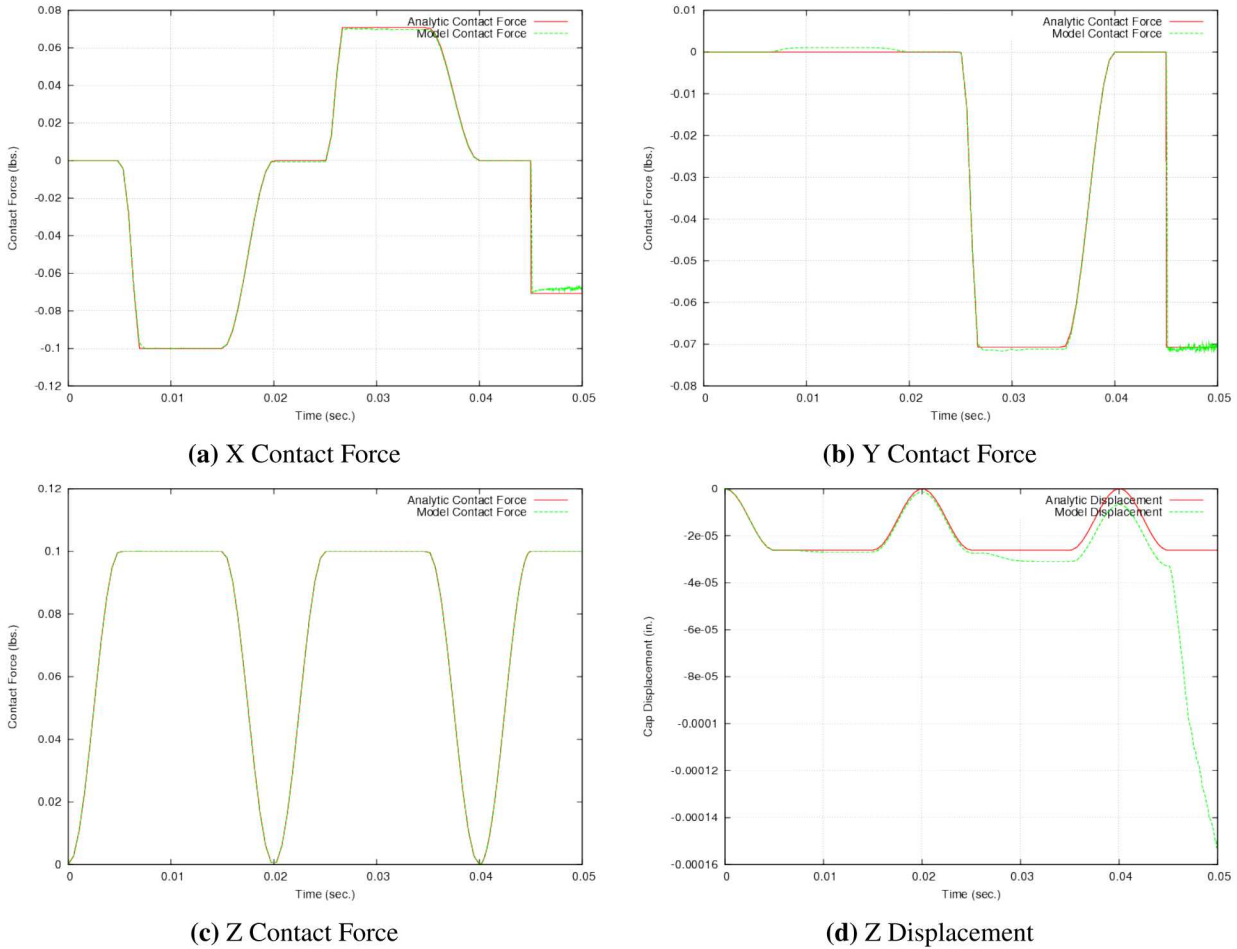 0.08
0.06
0.04
0.02
0
-0.02
-0.04
-0.06
-0.08
-0.1
-0.12
Contact Force (lbs.)
Analytic Contact Force
Model Contact Force
0 0.01 0.02 0.03 0.04 0.05
Time (sec.)
(a) X Contact Force
0.01
0
-0.01
-0.02
-0.03
-0.04
-0.05
-0.06
-0.07
-0.08
Contact Force (lbs.)
Analytic Contact Force
Model Contact Force
0 0.01 0.02 0.03 0.04 0.05
Time (sec.)
(b) Y Contact Force
0.12
0.1
0.08
0.06
0.04
0.02
0
Contact Force (lbs.)
Analytic Contact Force
Model Contact Force
0 0.01 0.02 0.03 0.04 0.05
Time (sec.)
(c) Z Contact Force
0
-2e-05
-4e-05
-6e-05
-8e-05
-0.0001
-0.00012
-0.00014
-0.00016
Cap Displacement (in.)
Analytic Displacement
Model Displacement
0 0.01 0.02 0.03 0.04 0.05
Time (sec.)
(d) Z Displacement